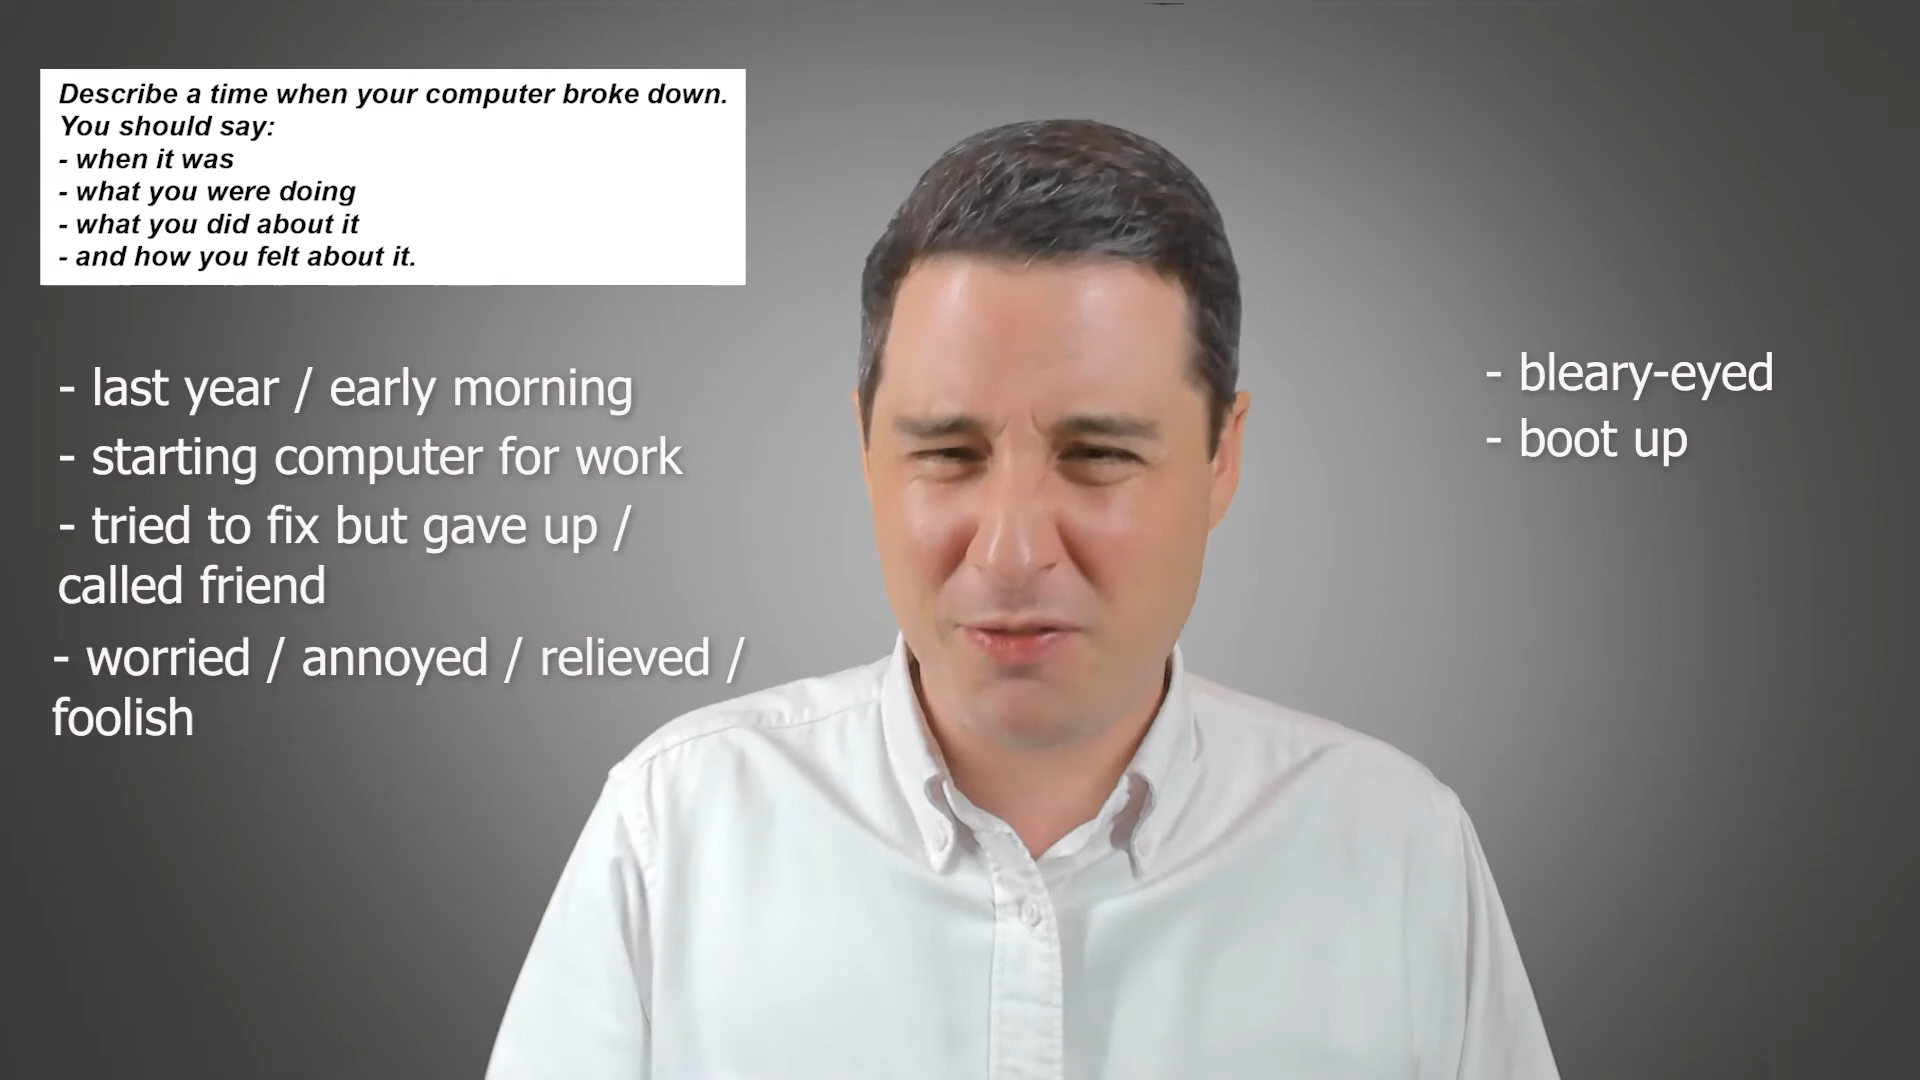 Describe a time when your computer broke down.
You should say:
- when it was
- what you were doing
- what you did about it
- and how you felt about it.
- last year / early morning
- starting computer for work
- tried to fix but gave up /
called friend
- worried / annoyed / relieved /
foolish
- bleary-eyed
- boot up